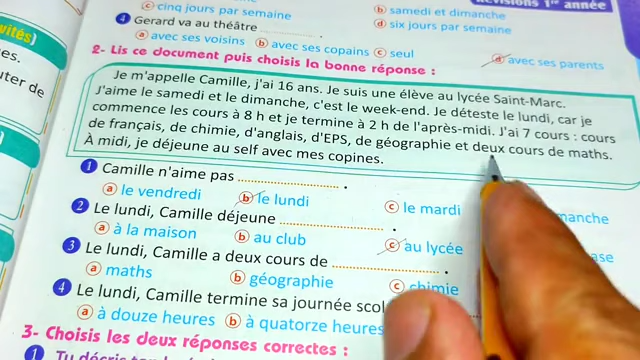 Révisions 1re année
c cinq jours par semaine
b samedi et dimanche
4 Gerard va au théâtre
d six jours par semaine
a avec ses voisins b avec ses copains c seul d avec ses parents
2- Lis ce document puis choisis la bonne réponse :
Je m'appelle Camille, j'ai 16 ans. Je suis une élève au lycée Saint-Marc.
J'aime le samedi et le dimanche, c'est le week-end. Je déteste le lundi, car je
commence les cours à 8 h et je termine à 2 h de l'après-midi. J'ai 7 cours : cours
de français, de chimie, d'anglais, d'EPS, de géographie et deux cours de maths.
À midi, je déjeune au self avec mes copines.
1 Camille n'aime pas .......................... .
a le vendredi b le lundi c le mardi
2 Le lundi, Camille déjeune .......................... .
a à la maison b au club c au lycée
3 Le lundi, Camille a deux cours de .......................... .
a maths b géographie c chimie
4 Le lundi, Camille termine sa journée
a à douze heures b à quatorze heures
3- Choisis les deux réponses correctes :
1 Tu décris